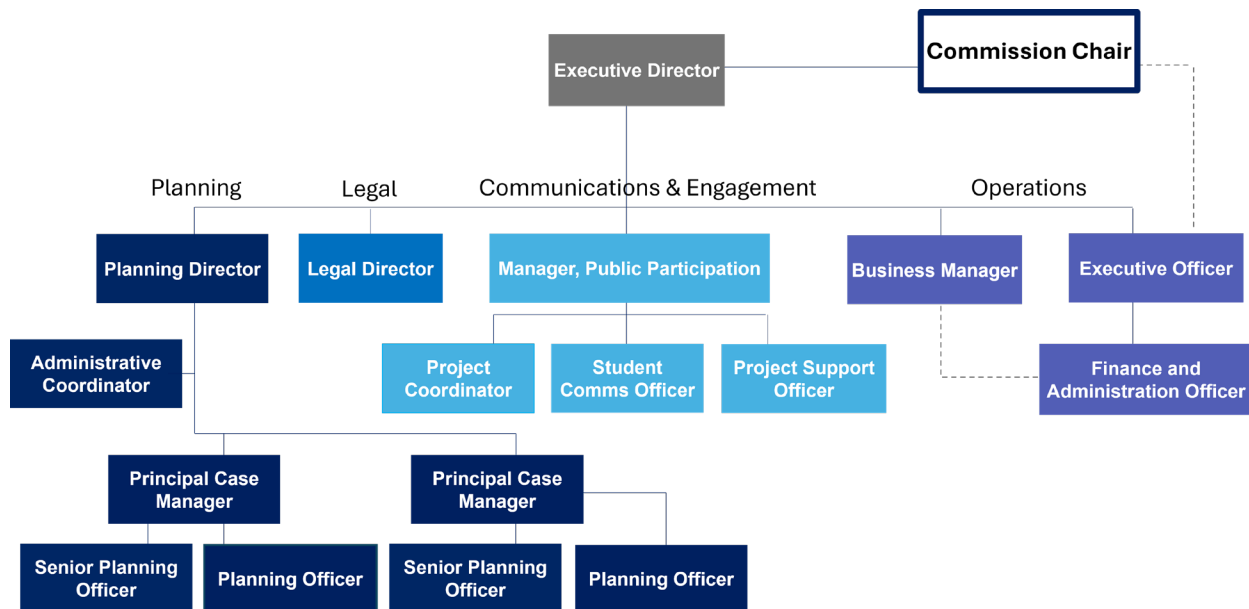 Commission Chair
Executive Director
Planning
Legal
Communications & Engagement
Operations
Planning Director
Legal Director
Manager, Public Participation
Business Manager
Executive Officer
Administrative
Coordinator
Project
Coordinator
Student
Comms Officer
Project Support
Officer
Finance and
Administration Officer
Principal Case
Manager
Principal Case
Manager
Senior Planning
Officer
Planning Officer
Senior Planning
Officer
Planning Officer